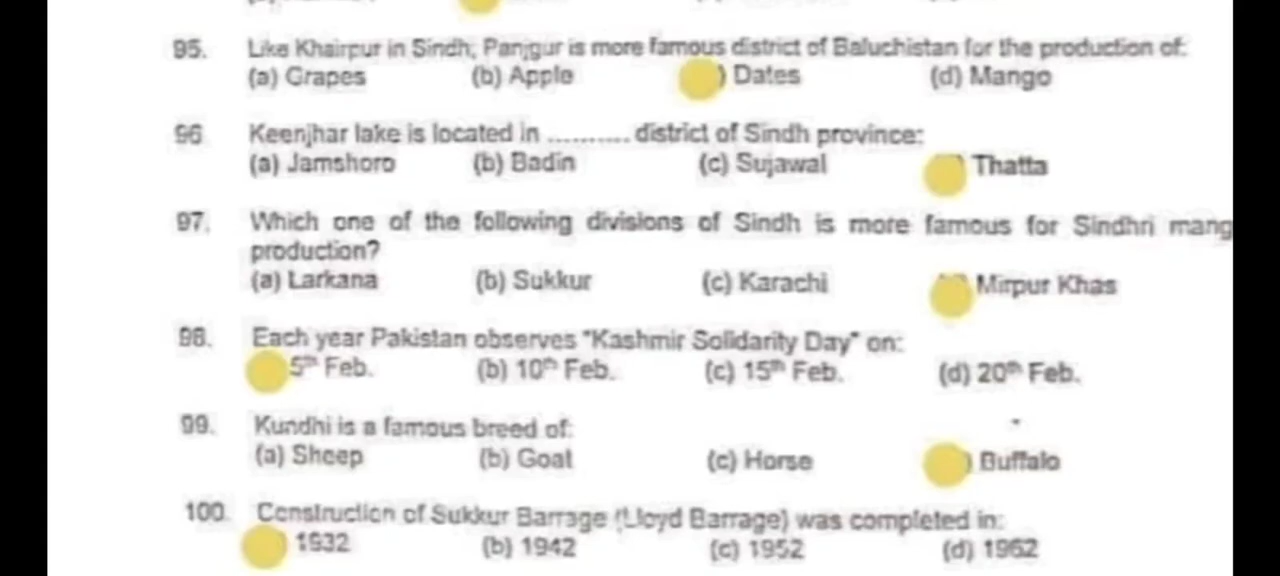 95. Like Khairpur in Sindh, Panjgur is more famous district of Baluchistan for the production of:
(a) Grapes (b) Apple ) Dates (d) Mango
96 Keenjhar lake is located in .......... district of Sindh province:
(a) Jamshoro (b) Badin (c) Sujawal Thatta
97. Which one of the following divisions of Sindh is more famous for Sindhri mang
production?
(a) Larkana (b) Sukkur (c) Karachi Mirpur Khas
98. Each year Pakistan observes "Kashmir Solidarity Day" on:
5th Feb. (b) 10th Feb. (c) 15th Feb. (d) 20th Feb.
99. Kundhi is a famous breed of:
(a) Sheep (b) Goat (c) Horse ) Buffalo
100. Construction of Sukkur Barrage (Lloyd Barrage) was completed in:
1932 (b) 1942 (c) 1952 (d) 1962